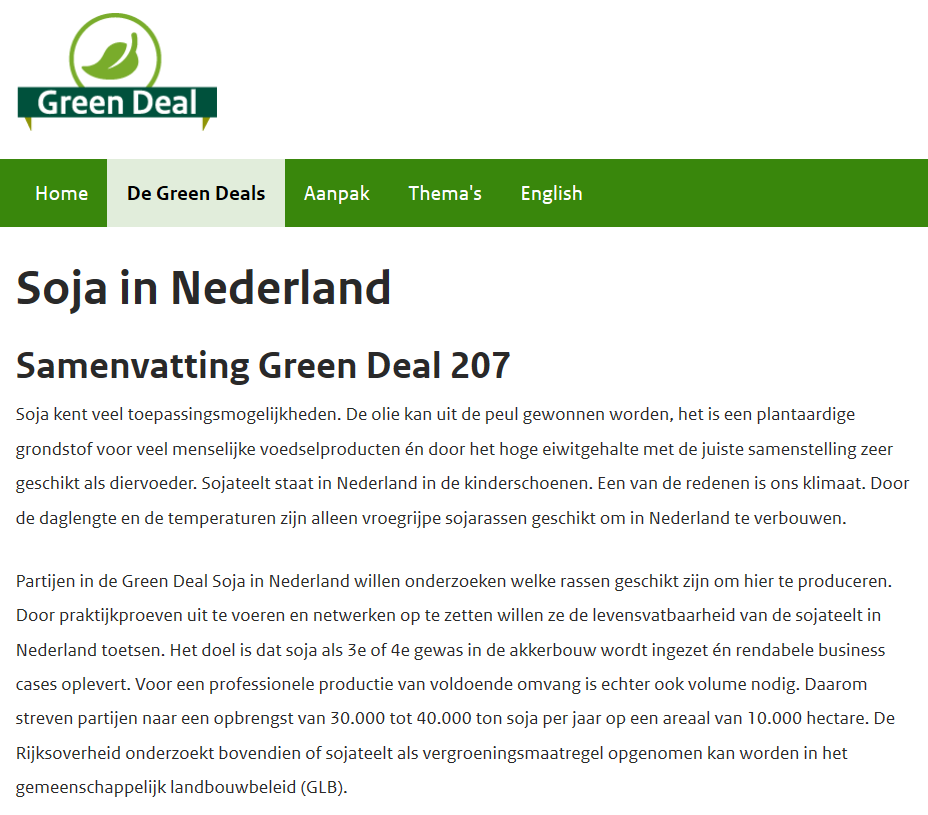 Green Deal
Home De Green Deals Aanpak Thema's English
Soja in Nederland
Samenvatting Green Deal 207
Soja kent veel toepassingsmogelijkheden. De olie kan uit de peul gewonnen worden, het is een plantaardige
grondstof voor veel menselijke voedselproducten én door het hoge eiwitgehalte met de juiste samenstelling zeer
geschikt als diervoeder. Sojateelt staat in Nederland in de kinderschoenen. Een van de redenen is ons klimaat. Door
de daglengte en de temperaturen zijn alleen vroegrijpe sojarassen geschikt om in Nederland te verbouwen.
Partijen in de Green Deal Soja in Nederland willen onderzoeken welke rassen geschikt zijn om hier te produceren.
Door praktijkproeven uit te voeren en netwerken op te zetten willen ze de levensvatbaarheid van de sojateelt in
Nederland toetsen. Het doel is dat soja als 3e of 4e gewas in de akkerbouw wordt ingezet én rendabele business
cases oplevert. Voor een professionele productie van voldoende omvang is echter ook volume nodig. Daarom
streven partijen naar een opbrengst van 30.000 tot 40.000 ton soja per jaar op een areaal van 10.000 hectare. De
Rijksoverheid onderzoekt bovendien of sojateelt als vergroeningsmaatregel opgenomen kan worden in het
gemeenschappelijk landbouwbeleid (GLB).